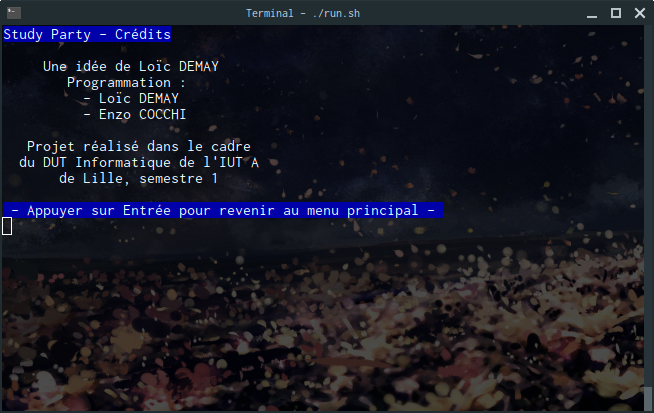 Terminal - ./run.sh
Study Party - Crédits
Une idée de Loïc DEMAY
Programmation :
- Loïc DEMAY
- Enzo COCCHI
Projet réalisé dans le cadre
du DUT Informatique de l'IUT A
de Lille, semestre 1
- Appuyer sur Entrée pour revenir au menu principal -